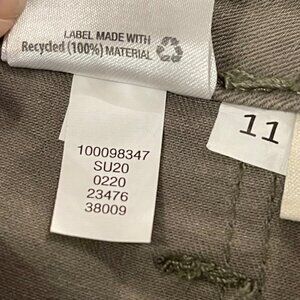 LABEL MADE WITH
Recycled (100%) MATERIAL
11
100098347
SU20
0220
23476
38009